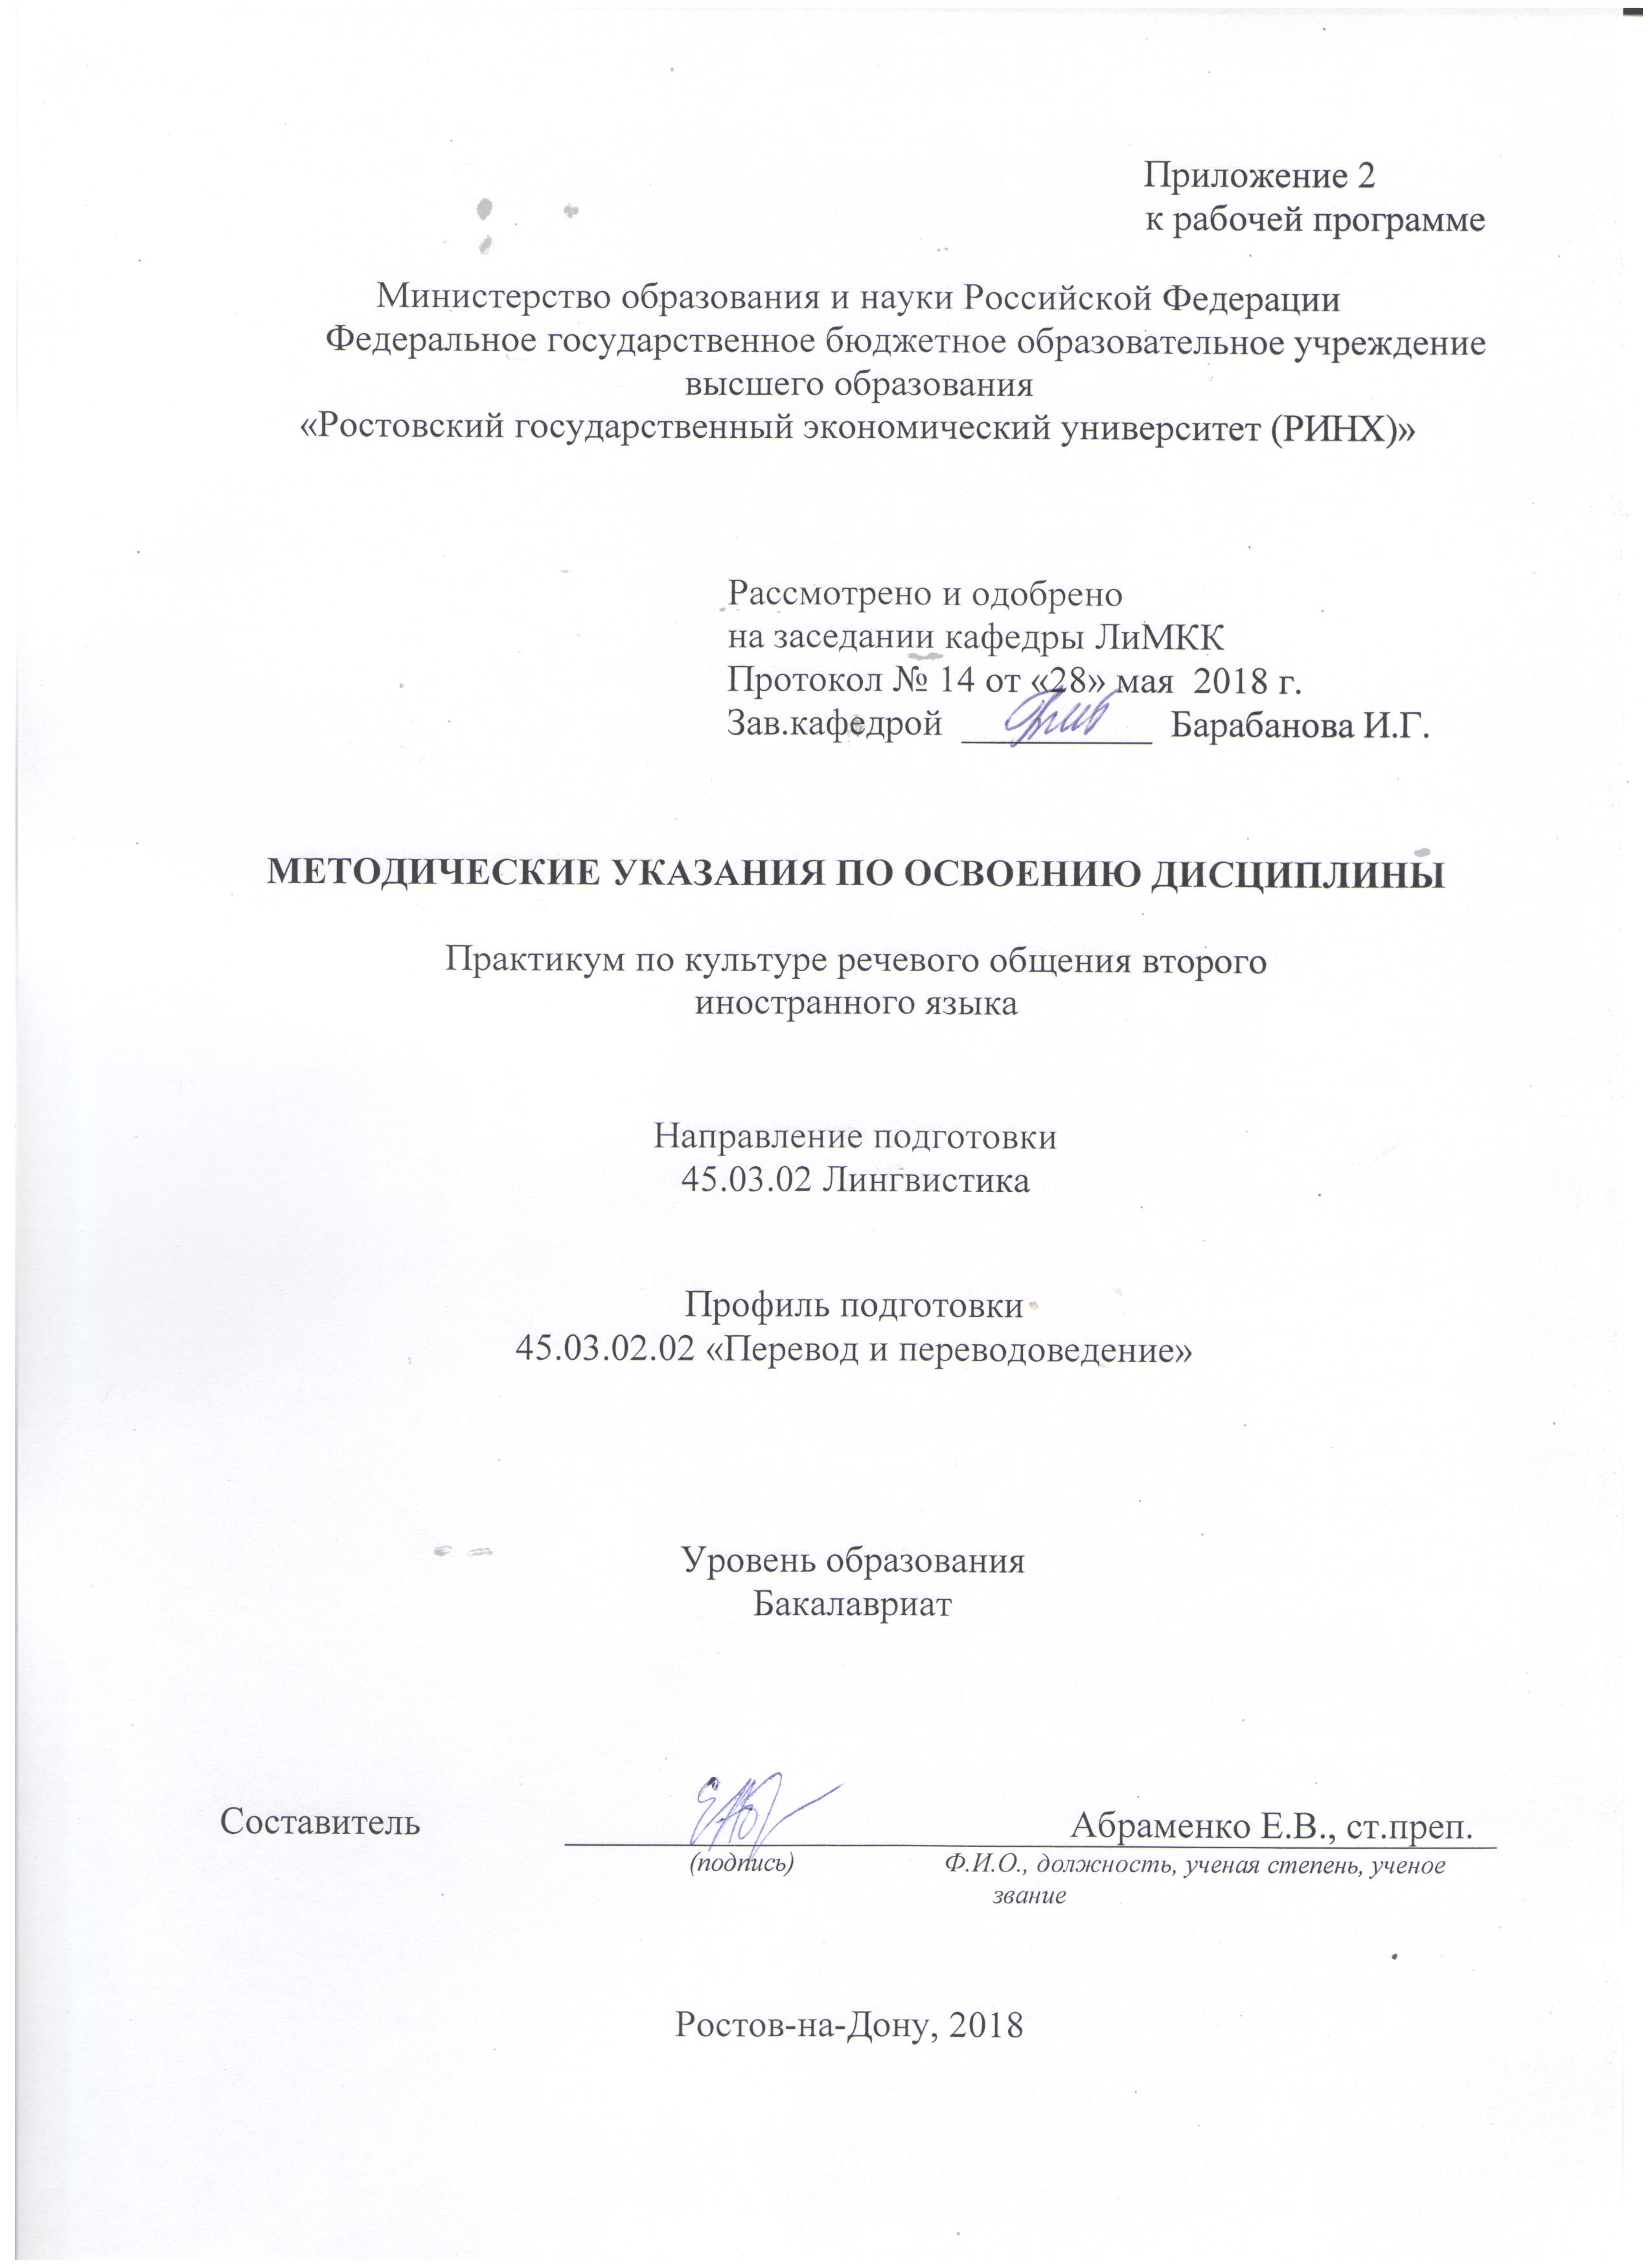 Приложение 2
к рабочей программе
Министерство образования и науки Российской Федерации
Федеральное государственное бюджетное образовательное учреждение
высшего образования
«Ростовский государственный экономический университет (РИНХ)»
Рассмотрено и одобрено
на заседании кафедры ЛиМКК
Протокол № 14 от «28» мая 2018 г.
Зав.кафедрой ___________ Барабанова И.Г.
МЕТОДИЧЕСКИЕ УКАЗАНИЯ ПО ОСВОЕНИЮ ДИСЦИПЛИНЫ
Практикум по культуре речевого общения второго
иностранного языка
Направление подготовки
45.03.02 Лингвистика
Профиль подготовки
45.03.02.02 «Перевод и переводоведение»
Уровень образования
Бакалавриат
Составитель Абраменко Е.В., ст.преп.
(подпись) Ф.И.О., должность, ученая степень, ученое
звание
Ростов-на-Дону, 2018